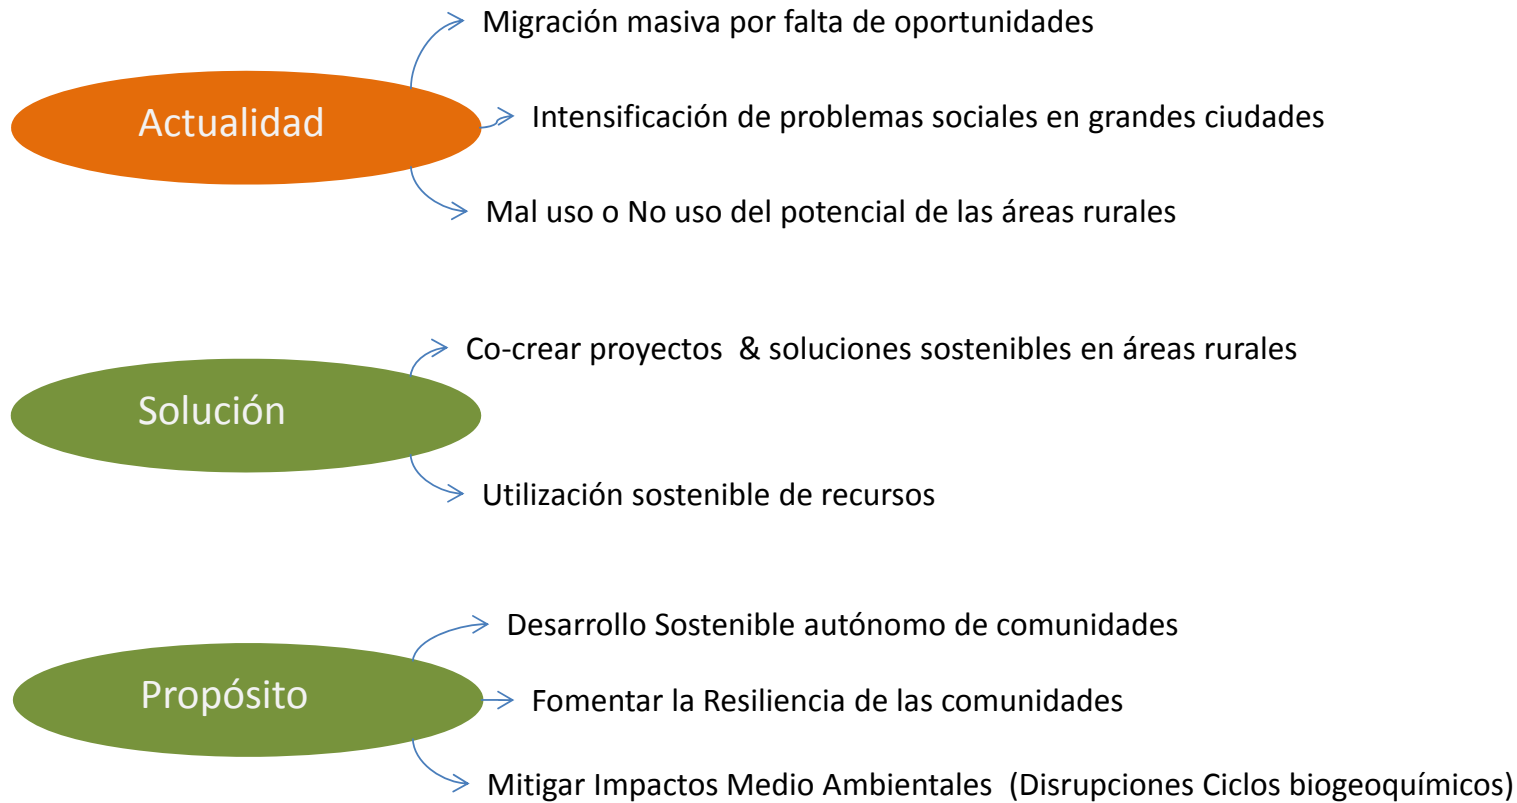 Migración masiva por falta de oportunidades
Actualidad
Intensificación de problemas sociales en grandes ciudades
Mal uso o No uso del potencial de las áreas rurales
Co-crear proyectos & soluciones sostenibles en áreas rurales
Solución
Utilización sostenible de recursos
Desarrollo Sostenible autónomo de comunidades
Propósito
Fomentar la Resiliencia de las comunidades
Mitigar Impactos Medio Ambientales (Disrupciones Ciclos biogeoquímicos)